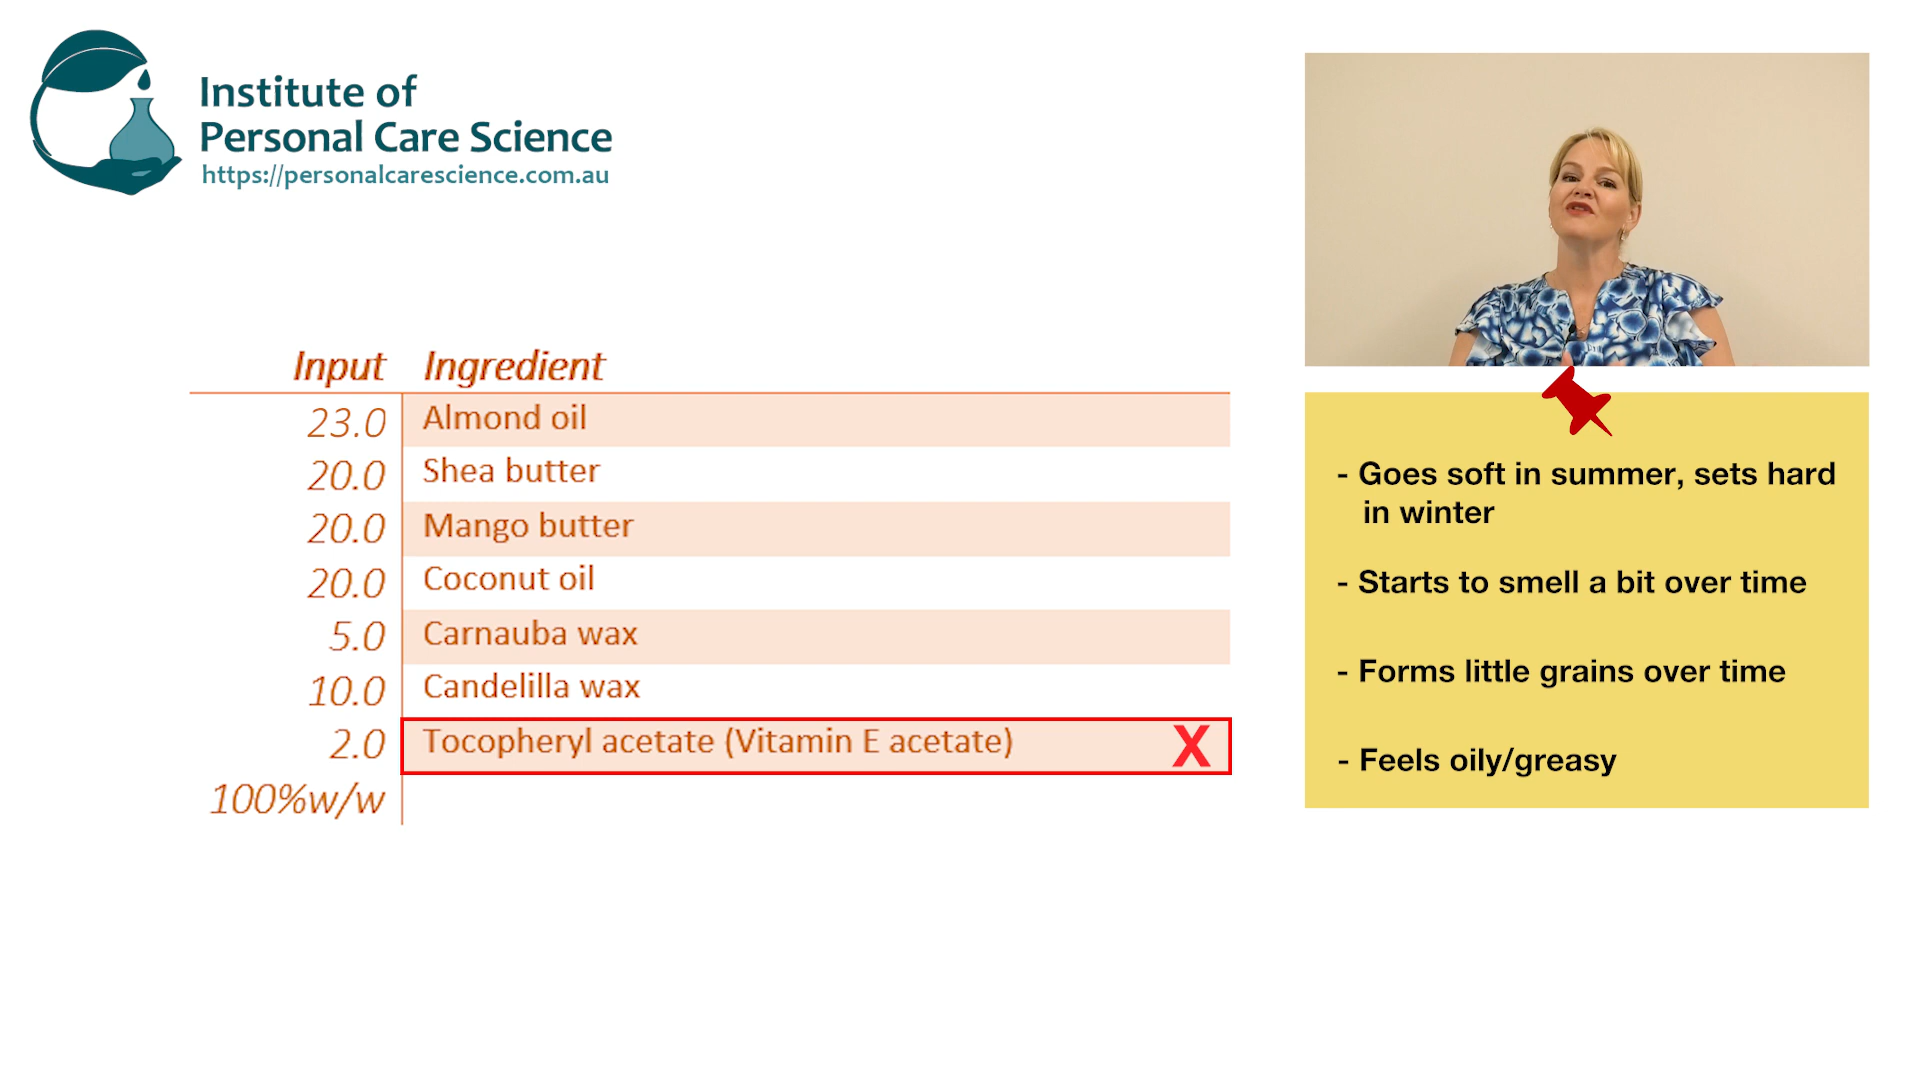 Institute of
Personal Care Science
https://personalcarescience.com.au
Input Ingredient
23.0 Almond oil
20.0 Shea butter
20.0 Mango butter
20.0 Coconut oil
5.0 Carnauba wax
10.0 Candelilla wax
2.0 Tocopheryl acetate (Vitamin E acetate) X
100%w/w
- Goes soft in summer, sets hard
in winter
- Starts to smell a bit over time
- Forms little grains over time
- Feels oily/greasy